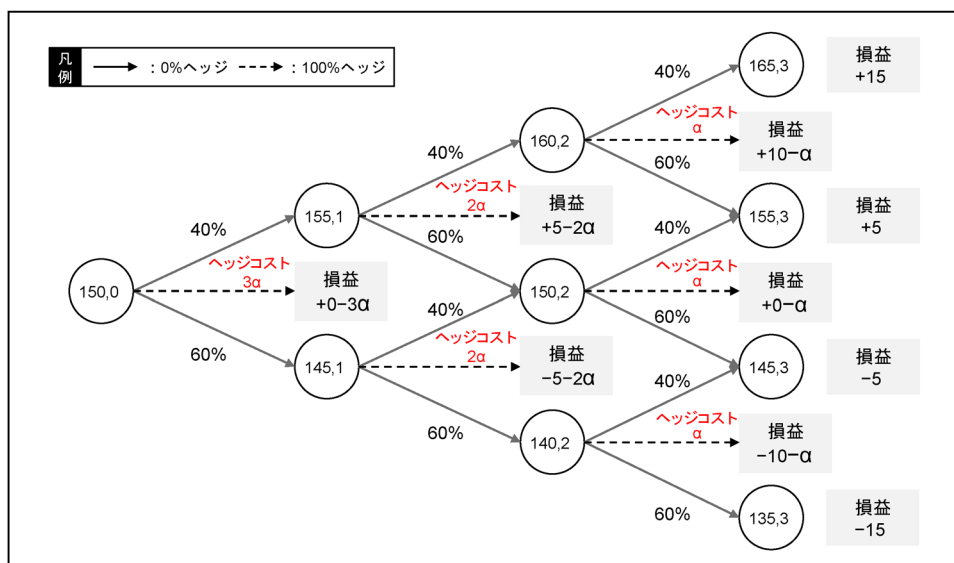 凡
例
：0%ヘッジ
：100%ヘッジ
150,0
40%
60%
ヘッジコスト
3α
損益
+0−3α
155,1
145,1
40%
60%
ヘッジコスト
2α
損益
+5−2α
40%
60%
ヘッジコスト
2α
損益
−5−2α
160,2
150,2
140,2
40%
60%
ヘッジコスト
α
損益
+10−α
40%
60%
ヘッジコスト
α
損益
+0−α
40%
60%
ヘッジコスト
α
損益
−10−α
165,3
損益
+15
155,3
損益
+5
145,3
損益
−5
135,3
損益
−15